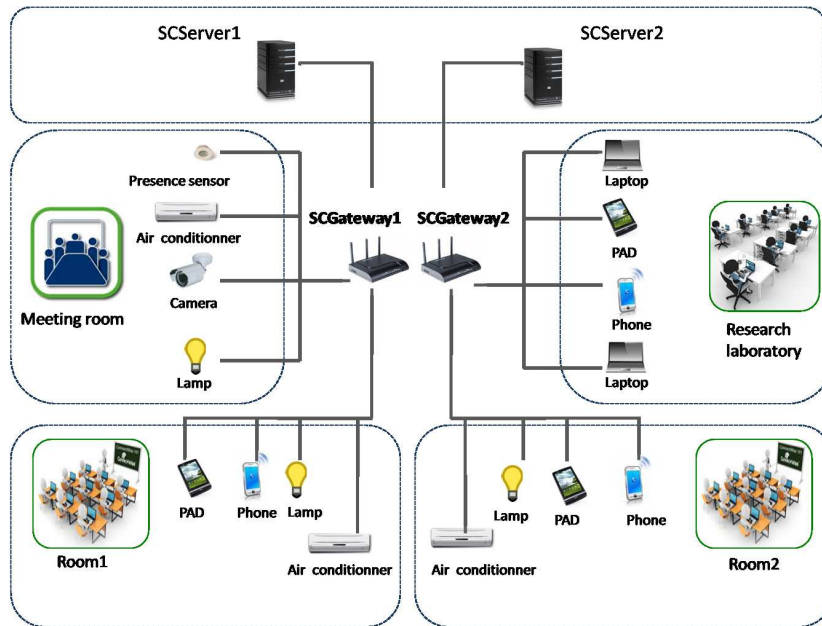 SCServer1
SCServer2
Presence sensor
Air conditionner
Camera
Lamp
Meeting room
SCGateway1
SCGateway2
Laptop
PAD
Phone
Laptop
Research
laboratory
PAD
Phone
Lamp
Air conditionner
Room1
Lamp
PAD
Phone
Air conditionner
Room2